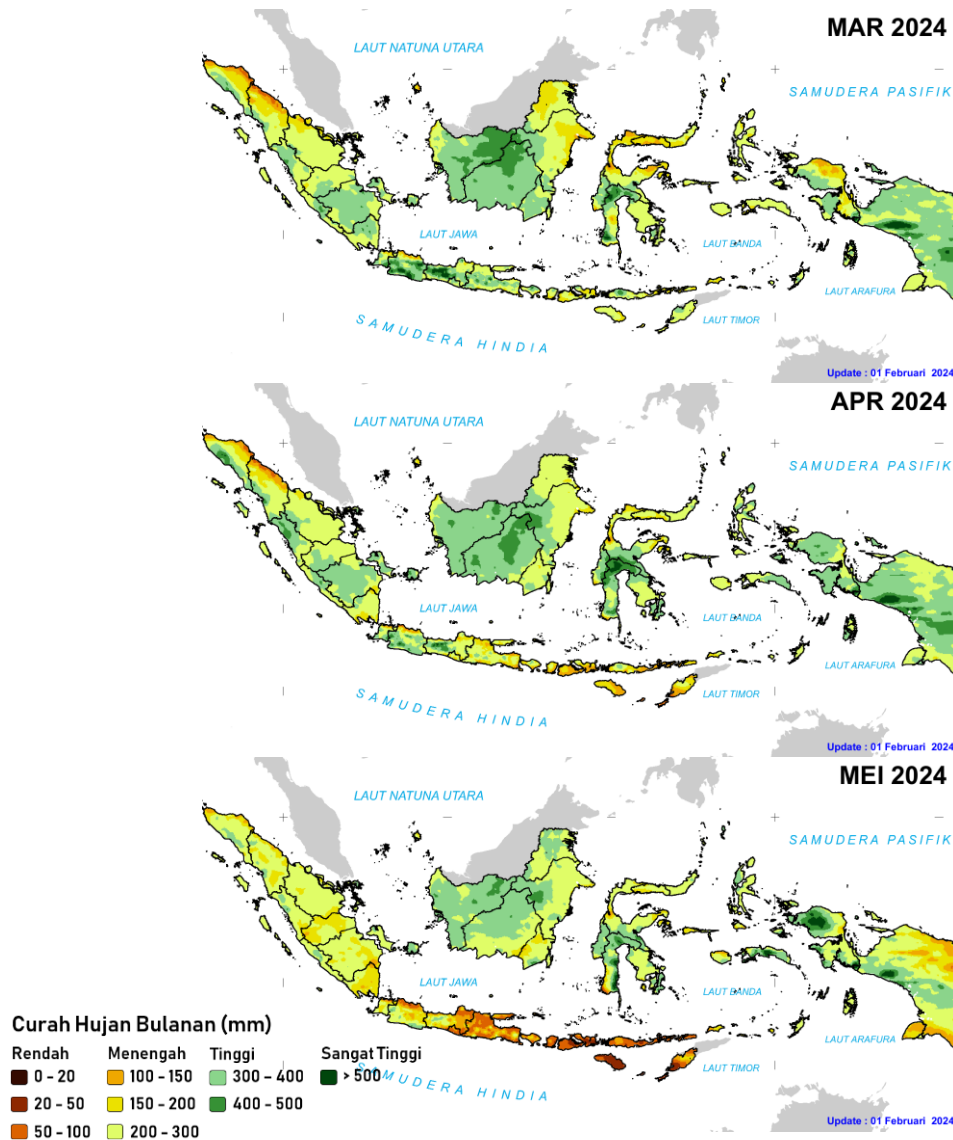 MAR 2024
LAUT NATUNA UTARA
SAMUDERA PASIFIK
LAUT JAWA
LAUT BANDA
LAUT ARAFURA
LAUT TIMOR
SAMUDERA HINDIA
Update : 01 Februari 2024
APR 2024
LAUT NATUNA UTARA
SAMUDERA PASIFIK
LAUT JAWA
LAUT BANDA
LAUT ARAFURA
LAUT TIMOR
SAMUDERA HINDIA
Update : 01 Februari 2024
MEI 2024
LAUT NATUNA UTARA
SAMUDERA PASIFIK
LAUT JAWA
LAUT BANDA
LAUT ARAFURA
LAUT TIMOR
SAMUDERA HINDIA
Update : 01 Februari 2024
Curah Hujan Bulanan (mm)
Rendah Menengah Tinggi Sangat Tinggi
0 - 20 100 - 150 300 - 400 > 500
20 - 50 150 - 200 400 - 500
50 - 100 200 - 300